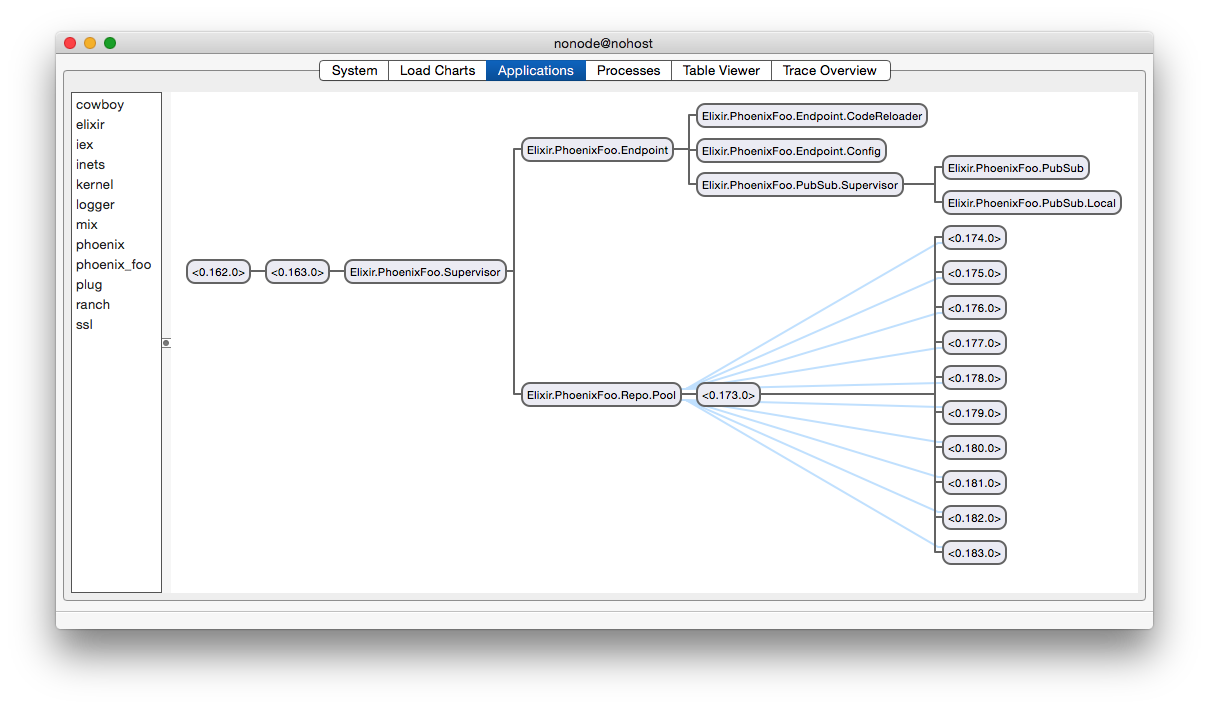 nonode@nohost
System Load Charts Applications Processes Table Viewer Trace Overview
cowboy
elixir
iex
inets
kernel
logger
mix
phoenix
phoenix_foo
plug
ranch
ssl
<0.162.0>
<0.163.0>
Elixir.PhoenixFoo.Supervisor
Elixir.PhoenixFoo.Endpoint
Elixir.PhoenixFoo.Endpoint.CodeReloader
Elixir.PhoenixFoo.Endpoint.Config
Elixir.PhoenixFoo.PubSub.Supervisor
Elixir.PhoenixFoo.PubSub
Elixir.PhoenixFoo.PubSub.Local
Elixir.PhoenixFoo.Repo.Pool
<0.173.0>
<0.174.0>
<0.175.0>
<0.176.0>
<0.177.0>
<0.178.0>
<0.179.0>
<0.180.0>
<0.181.0>
<0.182.0>
<0.183.0>